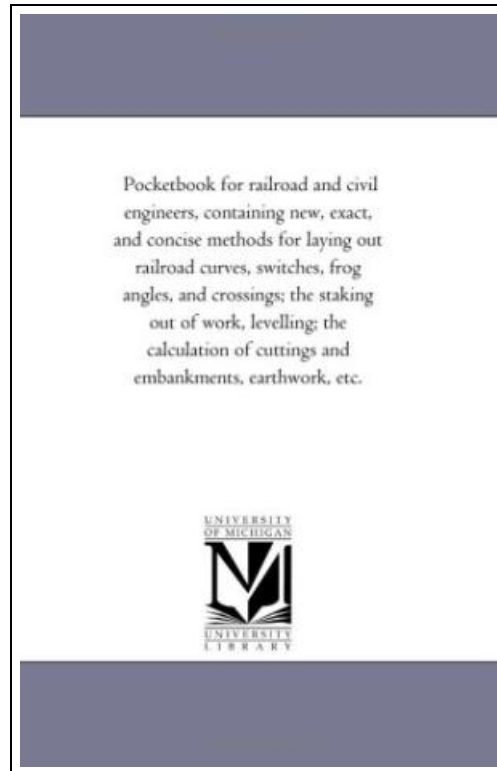 Pocketbook for railroad and civil
engineers, containing new, exact,
and concise methods for laying out
railroad curves, switches, frog
angles, and crossings; the staking
out of work, levelling; the
calculation of cuttings and
embankments, earthwork, etc.
UNIVERSITY
OF MICHIGAN
M
UNIVERSITY
LIBRARY